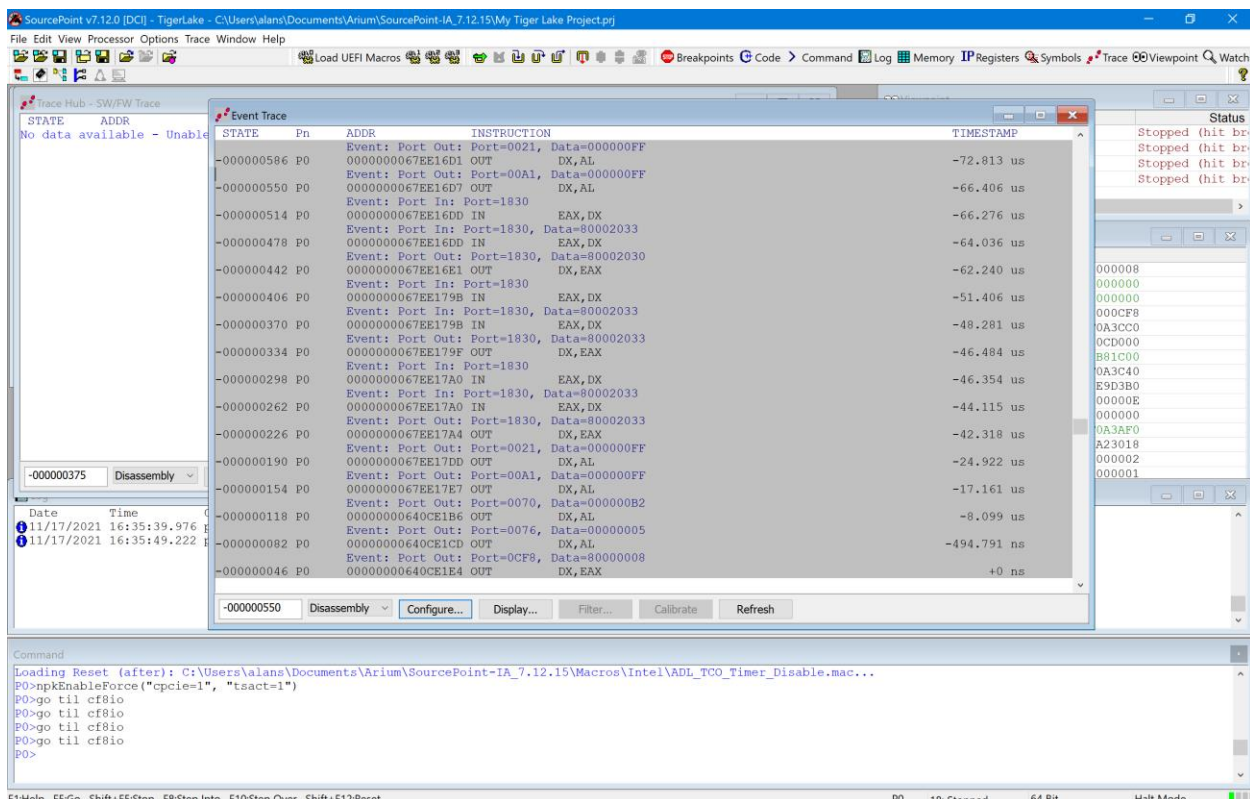 SourcePoint v7.12.0 [DCI] - TigerLake - C:\Users\alans\Documents\Arium\SourcePoint-IA_7.12.15\My Tiger Lake Project.prj
File Edit View Processor Options Trace Window Help
Load UEFI Macros Breakpoints Code Command Log Memory IP Registers Symbols Trace Viewpoint Watch
Trace Hub - SW/FW Trace
STATE ADDR
No data available - Unable
Status
Stopped (hit br
Stopped (hit br
Stopped (hit br
Stopped (hit br
Event Trace
STATE Pn ADDR INSTRUCTION TIMESTAMP
Event: Port Out: Port=0021, Data=000000FF
-000000586 P0 0000000067EE16D1 OUT DX,AL -72.813 us
Event: Port Out: Port=00A1, Data=000000FF
-000000550 P0 0000000067EE16D7 OUT DX,AL -66.406 us
Event: Port In: Port=1830
-000000514 P0 0000000067EE16DD IN EAX,DX -66.276 us
Event: Port In: Port=1830, Data=80002033
-000000478 P0 0000000067EE16DD IN EAX,DX -64.036 us
Event: Port Out: Port=1830, Data=80002030
-000000442 P0 0000000067EE16E1 OUT DX,EAX -62.240 us
Event: Port In: Port=1830
-000000406 P0 0000000067EE179B IN EAX,DX -51.406 us
Event: Port In: Port=1830, Data=80002033
-000000370 P0 0000000067EE179B IN EAX,DX -48.281 us
Event: Port Out: Port=1830, Data=80002033
-000000334 P0 0000000067EE179F OUT DX,EAX -46.484 us
Event: Port In: Port=1830
-000000298 P0 0000000067EE17A0 IN EAX,DX -46.354 us
Event: Port In: Port=1830, Data=80002033
-000000262 P0 0000000067EE17A0 IN EAX,DX -44.115 us
Event: Port Out: Port=1830, Data=80002033
-000000226 P0 0000000067EE17A4 OUT DX,EAX -42.318 us
Event: Port Out: Port=0021, Data=000000FF
-000000190 P0 0000000067EE17DD OUT DX,AL -24.922 us
Event: Port Out: Port=00A1, Data=000000FF
-000000154 P0 0000000067EE17E7 OUT DX,AL -17.161 us
Event: Port Out: Port=0070, Data=000000B2
-000000118 P0 00000000640CE1B6 OUT DX,AL -8.099 us
Event: Port Out: Port=0076, Data=00000005
-000000082 P0 00000000640CE1CD OUT DX,AL -494.791 ns
Event: Port Out: Port=0CF8, Data=80000008
-000000046 P0 00000000640CE1E4 OUT DX,EAX +0 ns
-000000550 Disassembly Configure... Display... Filter... Calibrate Refresh
000008
000000
000000
000CF8
0A3CC0
0CD000
B81C00
0A3C40
E9D3B0
00000E
000000
0A3AF0
A23018
000002
000001
-000000375 Disassembly
Date Time
11/17/2021 16:35:39.976
11/17/2021 16:35:49.222
Command
Loading Reset (after): C:\Users\alans\Documents\Arium\SourcePoint-IA_7.12.15\Macros\Intel\ADL_TCO_Timer_Disable.mac...
P0>npkEnableForce("cpcie=1", "tsact=1")
P0>go til cf8io
P0>go til cf8io
P0>go til cf8io
P0>go til cf8io
P0>
F1:Help F5:Go Shift+F5:Stop F8:Step Into F10:Step Over Shift+F12:Reset P0 64 Bit Halt Mode